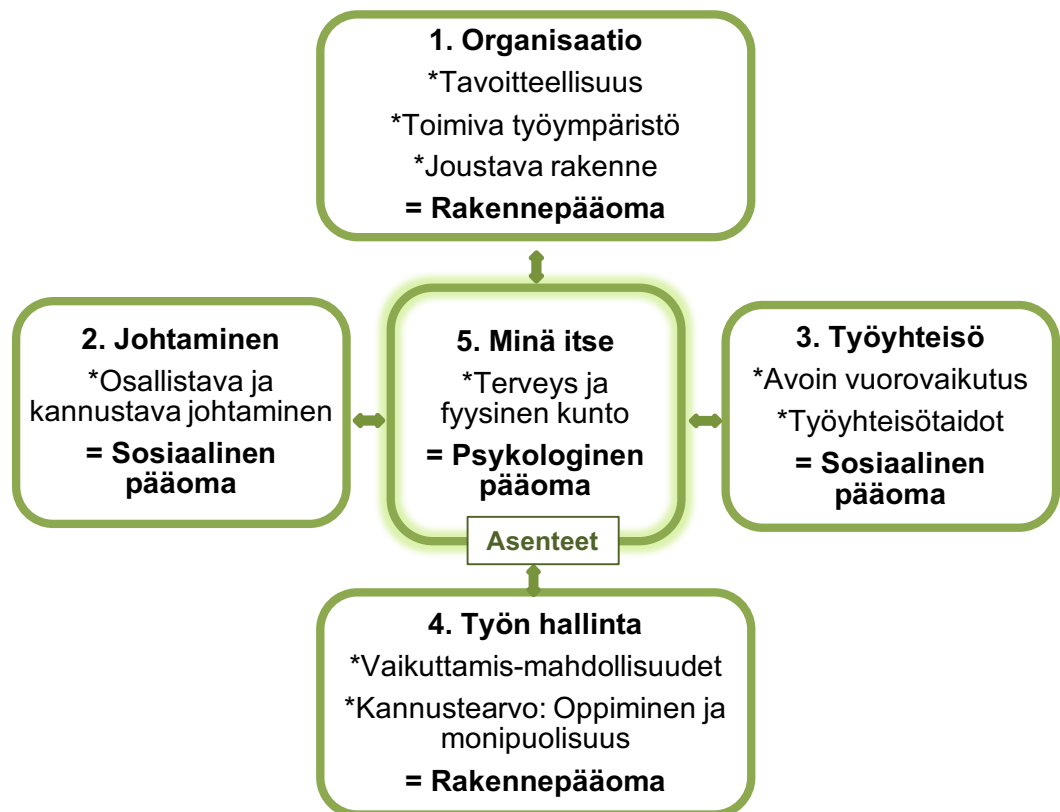 1. Organisaatio
*Tavoitteellisuus
*Toimiva työympäristö
*Joustava rakenne
= Rakennepääoma
2. Johtaminen
*Osallistava ja
kannustava johtaminen
= Sosiaalinen
pääoma
5. Minä itse
*Terveys ja
fyysinen kunto
= Psykologinen
pääoma
Asenteet
3. Työyhteisö
*Avoin vuorovaikutus
*Työyhteisötaidot
= Sosiaalinen
pääoma
4. Työn hallinta
*Vaikuttamis-mahdollisuudet
*Kannustearvo: Oppiminen ja
monipuolisuus
= Rakennepääoma